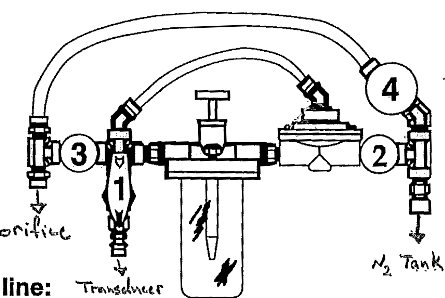 4
3
2
1
orifice
N2 Tank
line:
Transducer